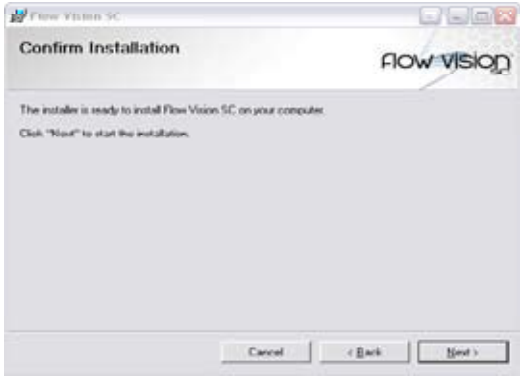 Flow Vision SC
Confirm Installation
flow vision
The installer is ready to install Flow Vision SC on your computer.
Click "Next" to start the installation.
Cancel
< Back
Next >